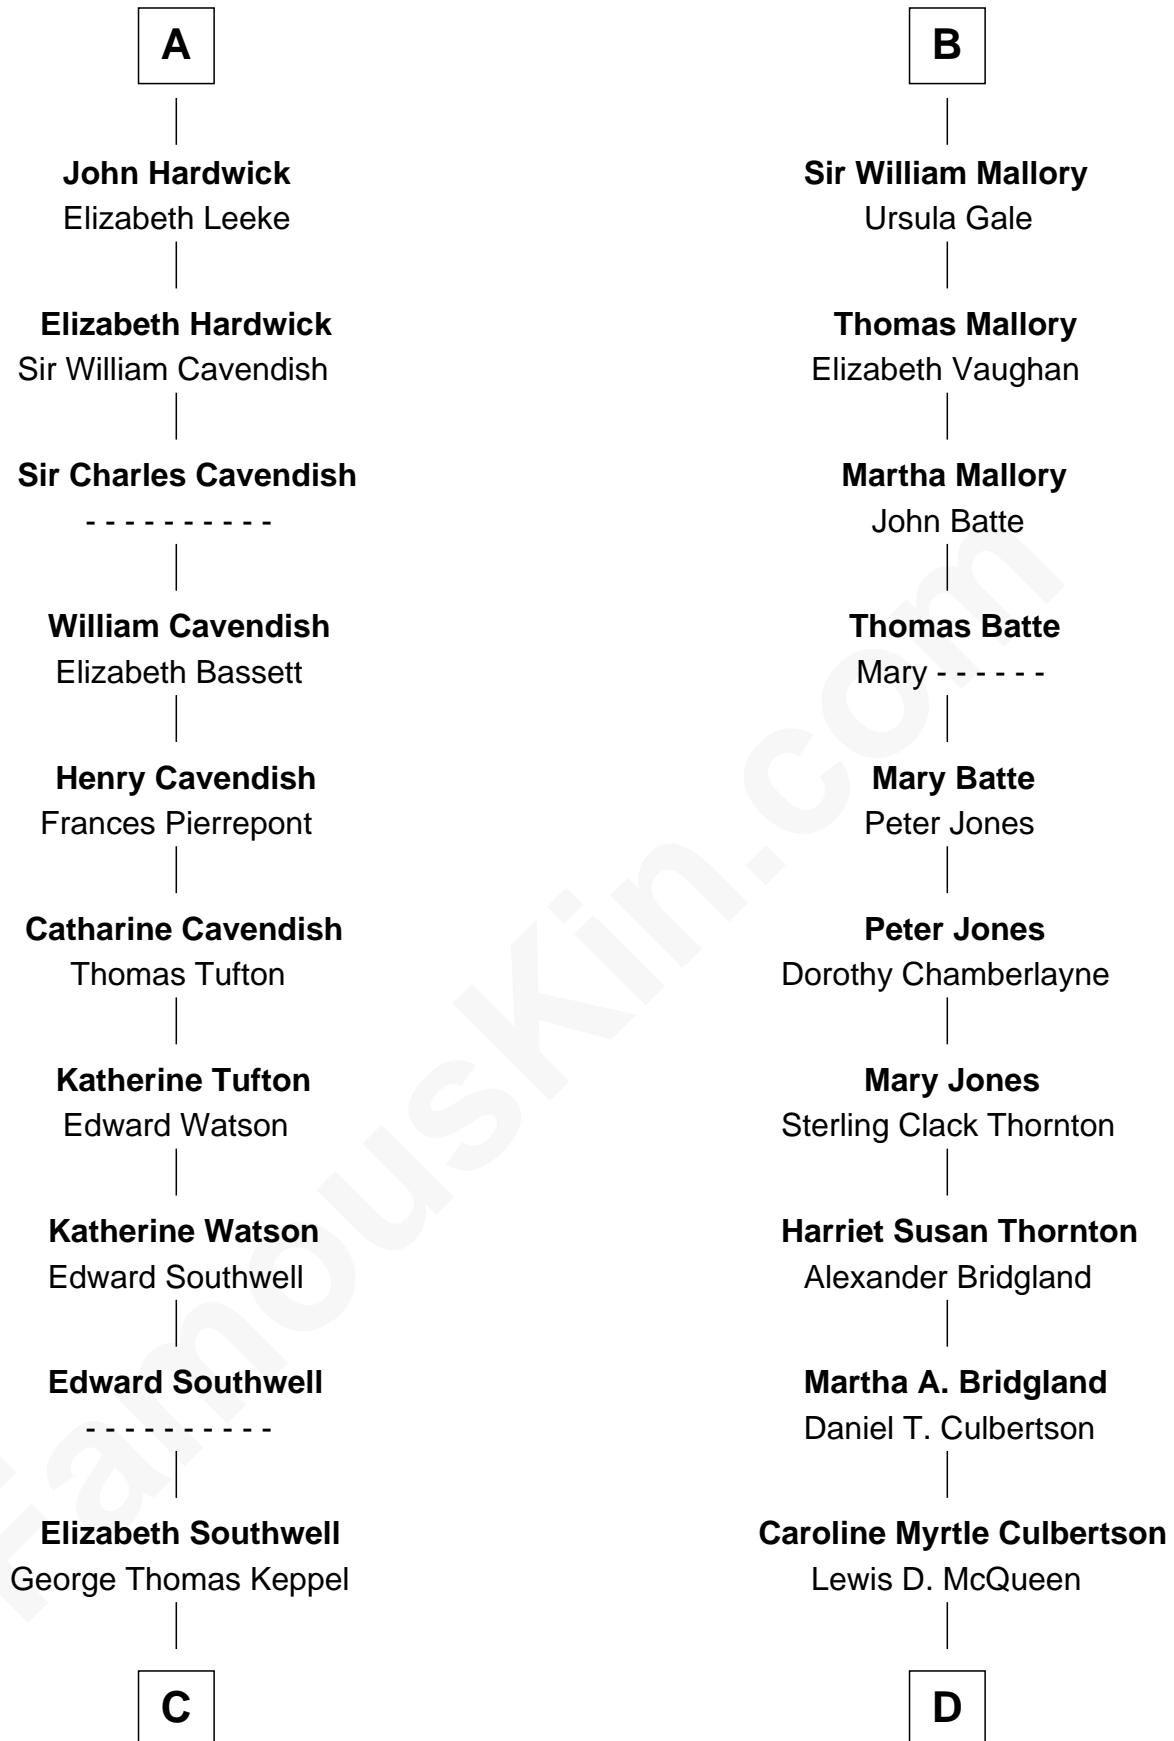 A
John Hardwick
Elizabeth Leeke
Elizabeth Hardwick
Sir William Cavendish
Sir Charles Cavendish
- - - - - - - - - -
William Cavendish
Elizabeth Bassett
Henry Cavendish
Frances Pierrepont
Catharine Cavendish
Thomas Tufton
Katherine Tufton
Edward Watson
Katherine Watson
Edward Southwell
Edward Southwell
- - - - - - - - - -
Elizabeth Southwell
George Thomas Keppel
C
B
Sir William Mallory
Ursula Gale
Thomas Mallory
Elizabeth Vaughan
Martha Mallory
John Batte
Thomas Batte
Mary - - - - - -
Mary Batte
Peter Jones
Peter Jones
Dorothy Chamberlayne
Mary Jones
Sterling Clack Thornton
Harriet Susan Thornton
Alexander Bridgland
Martha A. Bridgland
Daniel T. Culbertson
Caroline Myrtle Culbertson
Lewis D. McQueen
D
FamousKin.com